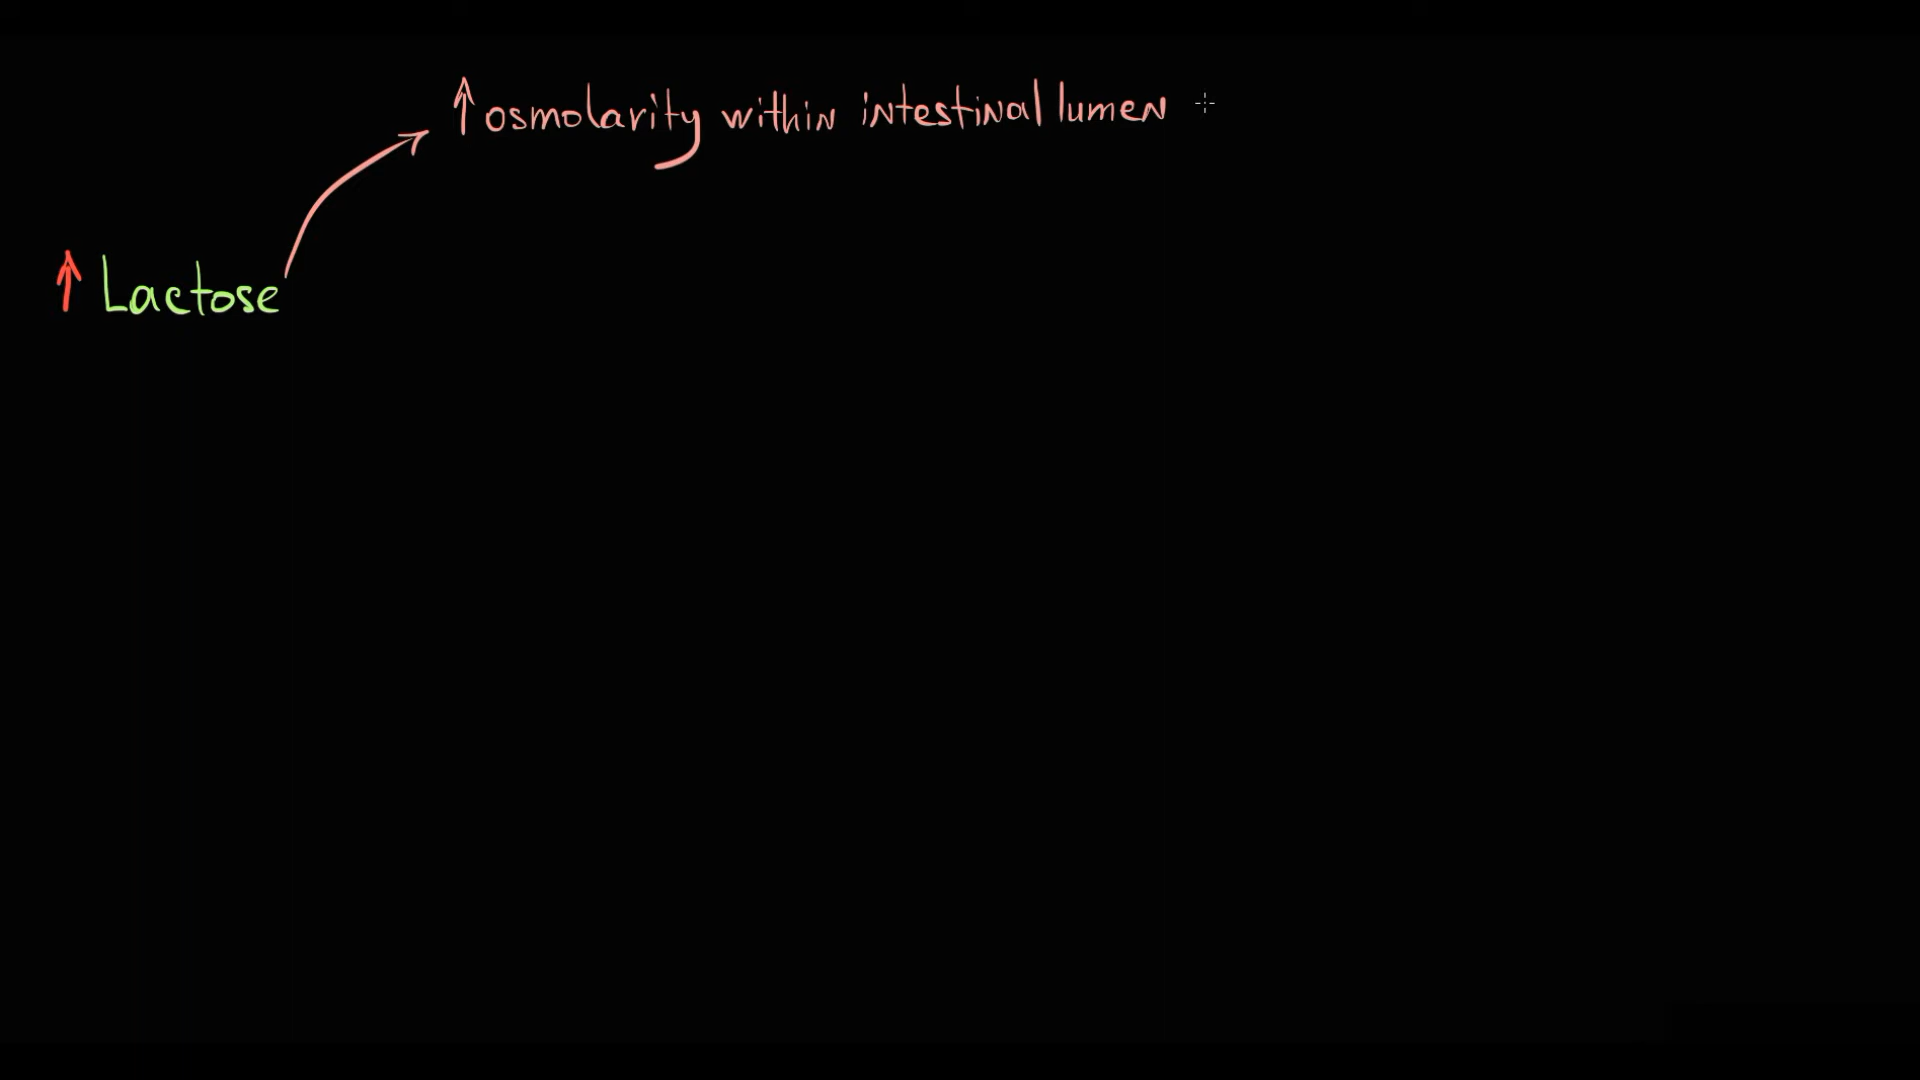 ↑ osmolarity within intestinal lumen
↑ Lactose